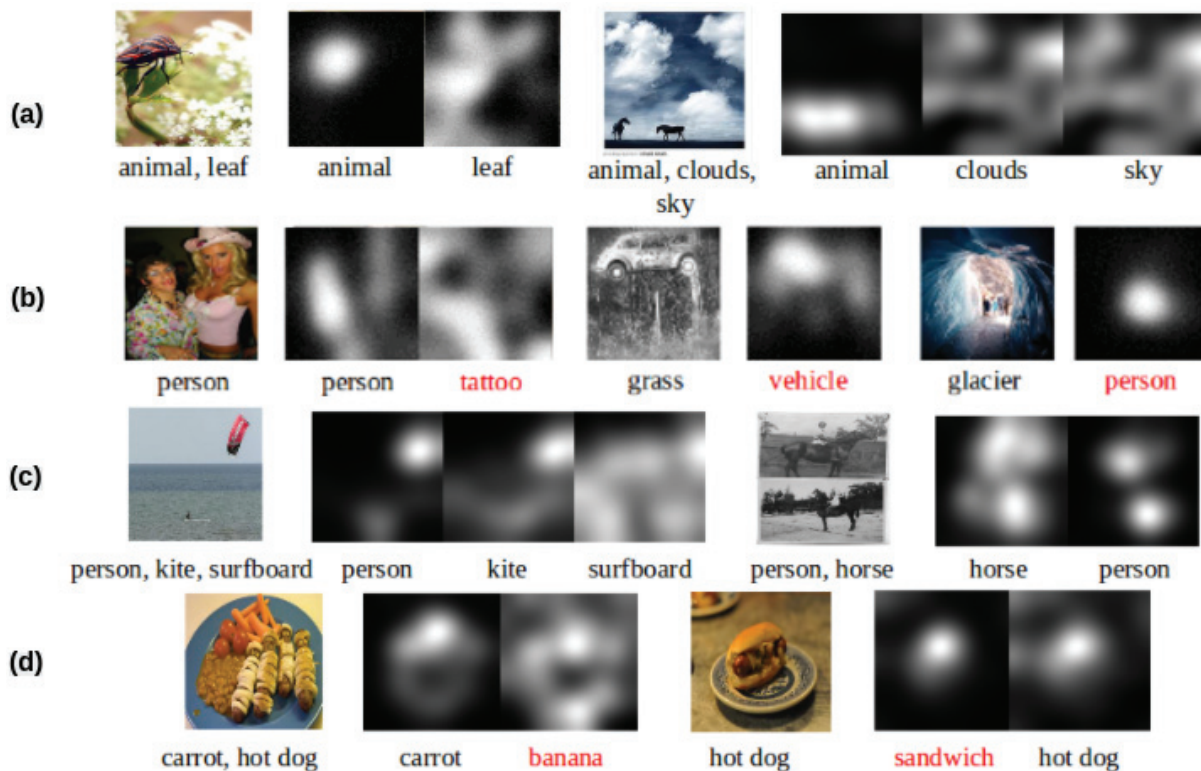 (a)
animal, leaf
animal
leaf
animal, clouds,
sky
animal
clouds
sky
(b)
person
person
tattoo
grass
vehicle
glacier
person
(c)
person, kite, surfboard
person
kite
surfboard
person, horse
horse
person
(d)
carrot, hot dog
carrot
banana
hot dog
sandwich
hot dog